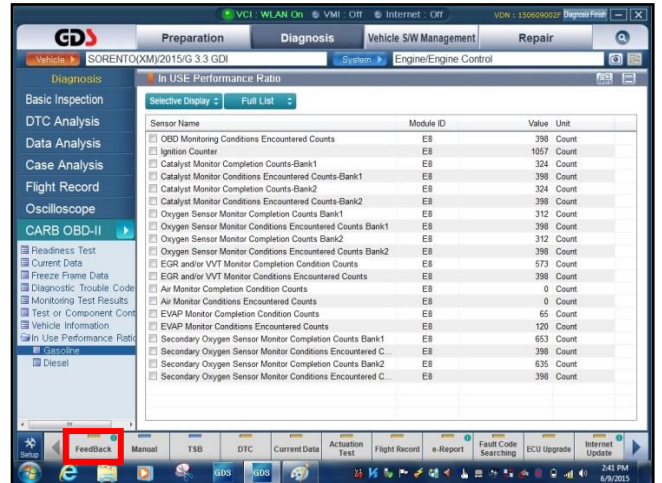 VCI : WLAN On VMI : Off Internet : Off VDN : 150609002F Diagnosis Finish
GDS Preparation Diagnosis Vehicle S/W Management Repair
Vehicle SORENTO(XM)/2015/G 3.3 GDI System Engine/Engine Control
Diagnosis
Basic Inspection
DTC Analysis
Data Analysis
Case Analysis
Flight Record
Oscilloscope
CARB OBD-II
Readiness Test
Current Data
Freeze Frame Data
Diagnostic Trouble Code
Monitoring Test Results
Test or Component Cont
Vehicle Information
In Use Performance Ratio
Gasoline
Diesel
In USE Performance Ratio
Selective Display Full List
Sensor Name Module ID Value Unit
OBD Monitoring Conditions Encountered Counts E8 398 Count
Ignition Counter E8 1057 Count
Catalyst Monitor Completion Counts-Bank1 E8 324 Count
Catalyst Monitor Conditions Encountered Counts-Bank1 E8 398 Count
Catalyst Monitor Completion Counts-Bank2 E8 324 Count
Catalyst Monitor Conditions Encountered Counts-Bank2 E8 398 Count
Oxygen Sensor Monitor Completion Counts Bank1 E8 312 Count
Oxygen Sensor Monitor Conditions Encountered Counts Bank1 E8 398 Count
Oxygen Sensor Monitor Completion Counts Bank2 E8 312 Count
Oxygen Sensor Monitor Conditions Encountered Counts Bank2 E8 398 Count
EGR and/or VVT Monitor Completion Condition Counts E8 573 Count
EGR and/or VVT Monitor Conditions Encountered Counts E8 398 Count
Air Monitor Completion Condition Counts E8 0 Count
Air Monitor Conditions Encountered Counts E8 0 Count
EVAP Monitor Completion Condition Counts E8 65 Count
EVAP Monitor Conditions Encountered Counts E8 120 Count
Secondary Oxygen Sensor Monitor Completion Counts Bank1 E8 653 Count
Secondary Oxygen Sensor Monitor Conditions Encountered C... E8 398 Count
Secondary Oxygen Sensor Monitor Completion Counts Bank2 E8 635 Count
Secondary Oxygen Sensor Monitor Conditions Encountered C... E8 398 Count
Setup FeedBack Manual TSB DTC Current Data Actuation Test Flight Record e-Report Fault Code Searching ECU Upgrade Internet Update
GDS GDS 2:41 PM
6/9/2015